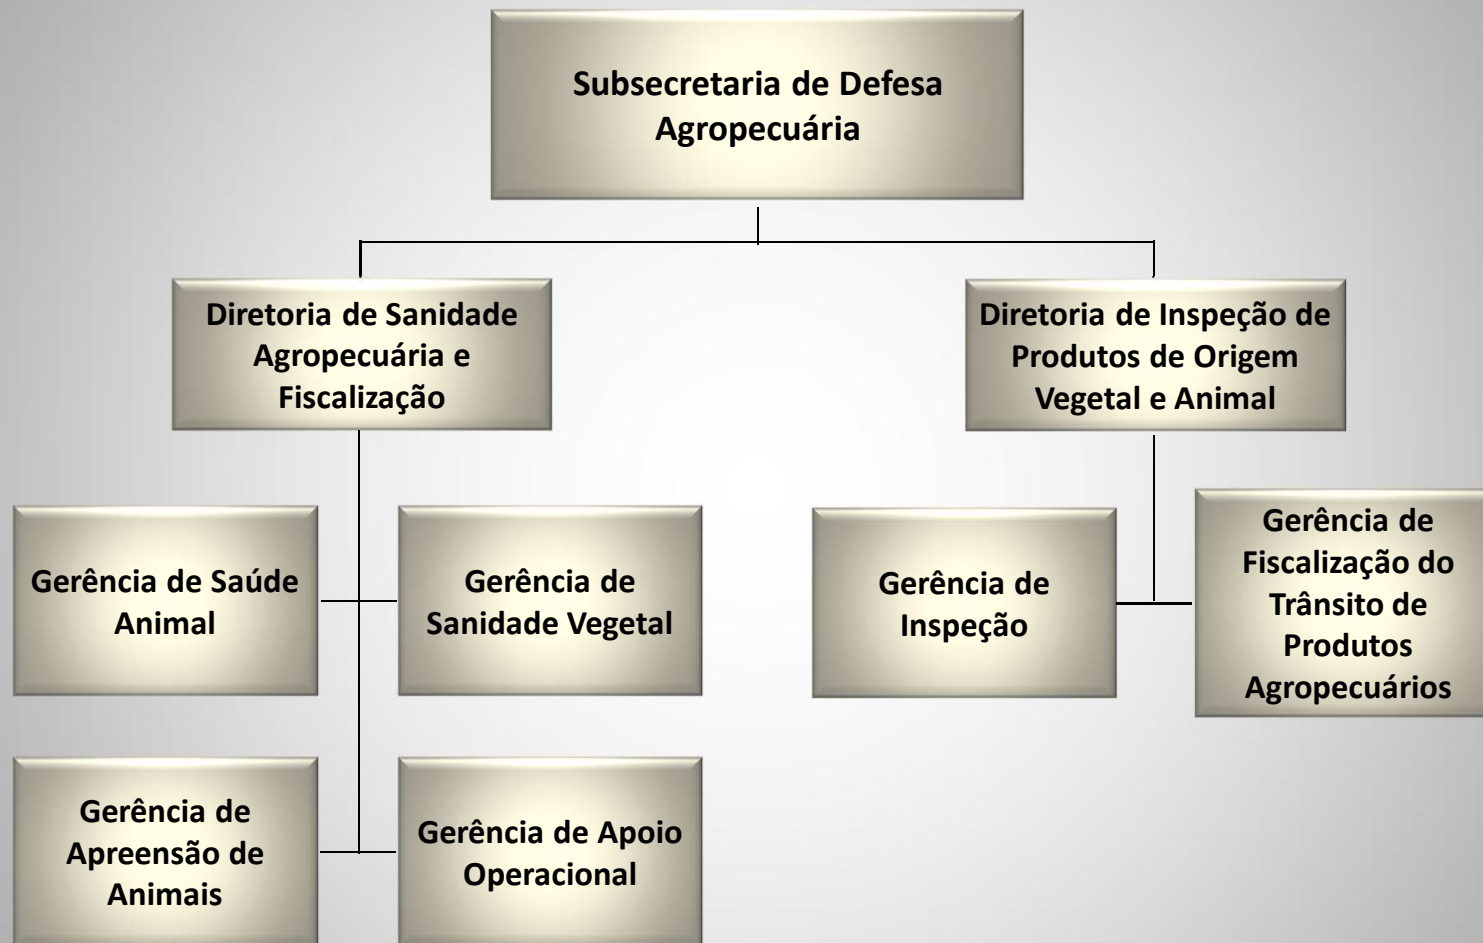 Subsecretaria de Defesa
Agropecuária
Diretoria de Sanidade
Agropecuária e
Fiscalização
Diretoria de Inspeção de
Produtos de Origem
Vegetal e Animal
Gerência de Saúde
Animal
Gerência de
Sanidade Vegetal
Gerência de
Inspeção
Gerência de
Fiscalização do
Trânsito de
Produtos
Agropecuários
Gerência de
Apreensão de
Animais
Gerência de Apoio
Operacional